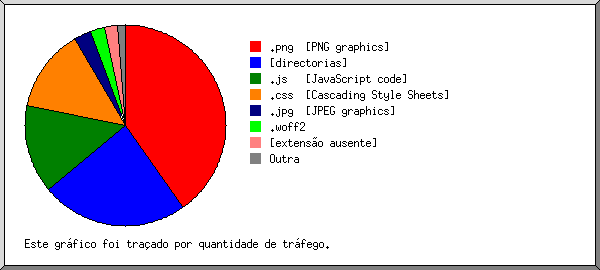 .png  [PNG graphics]
[directorias]
.js   [JavaScript code]
.css  [Cascading Style Sheets]
.jpg  [JPEG graphics]
.woff2
[extensão ausente]
Outra
Este gráfico foi traçado por quantidade de tráfego.